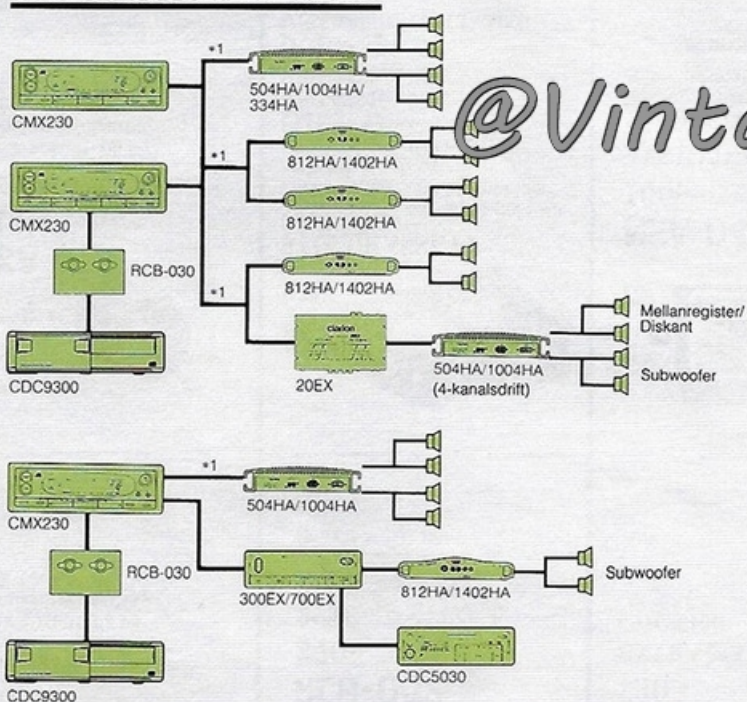 *1
504HA/1004HA/
334HA
CMX230
@Vinta
*1
812HA/1402HA
CMX230
812HA/1402HA
RCB-030
*1
812HA/1402HA
CDC9300
clarion
20EX
504HA/1004HA
(4-kanalsdrift)
Mellanregister/
Diskant
Subwoofer
*1
CMX230
504HA/1004HA
RCB-030
300EX/700EX
812HA/1402HA
Subwoofer
CDC5030
CDC9300